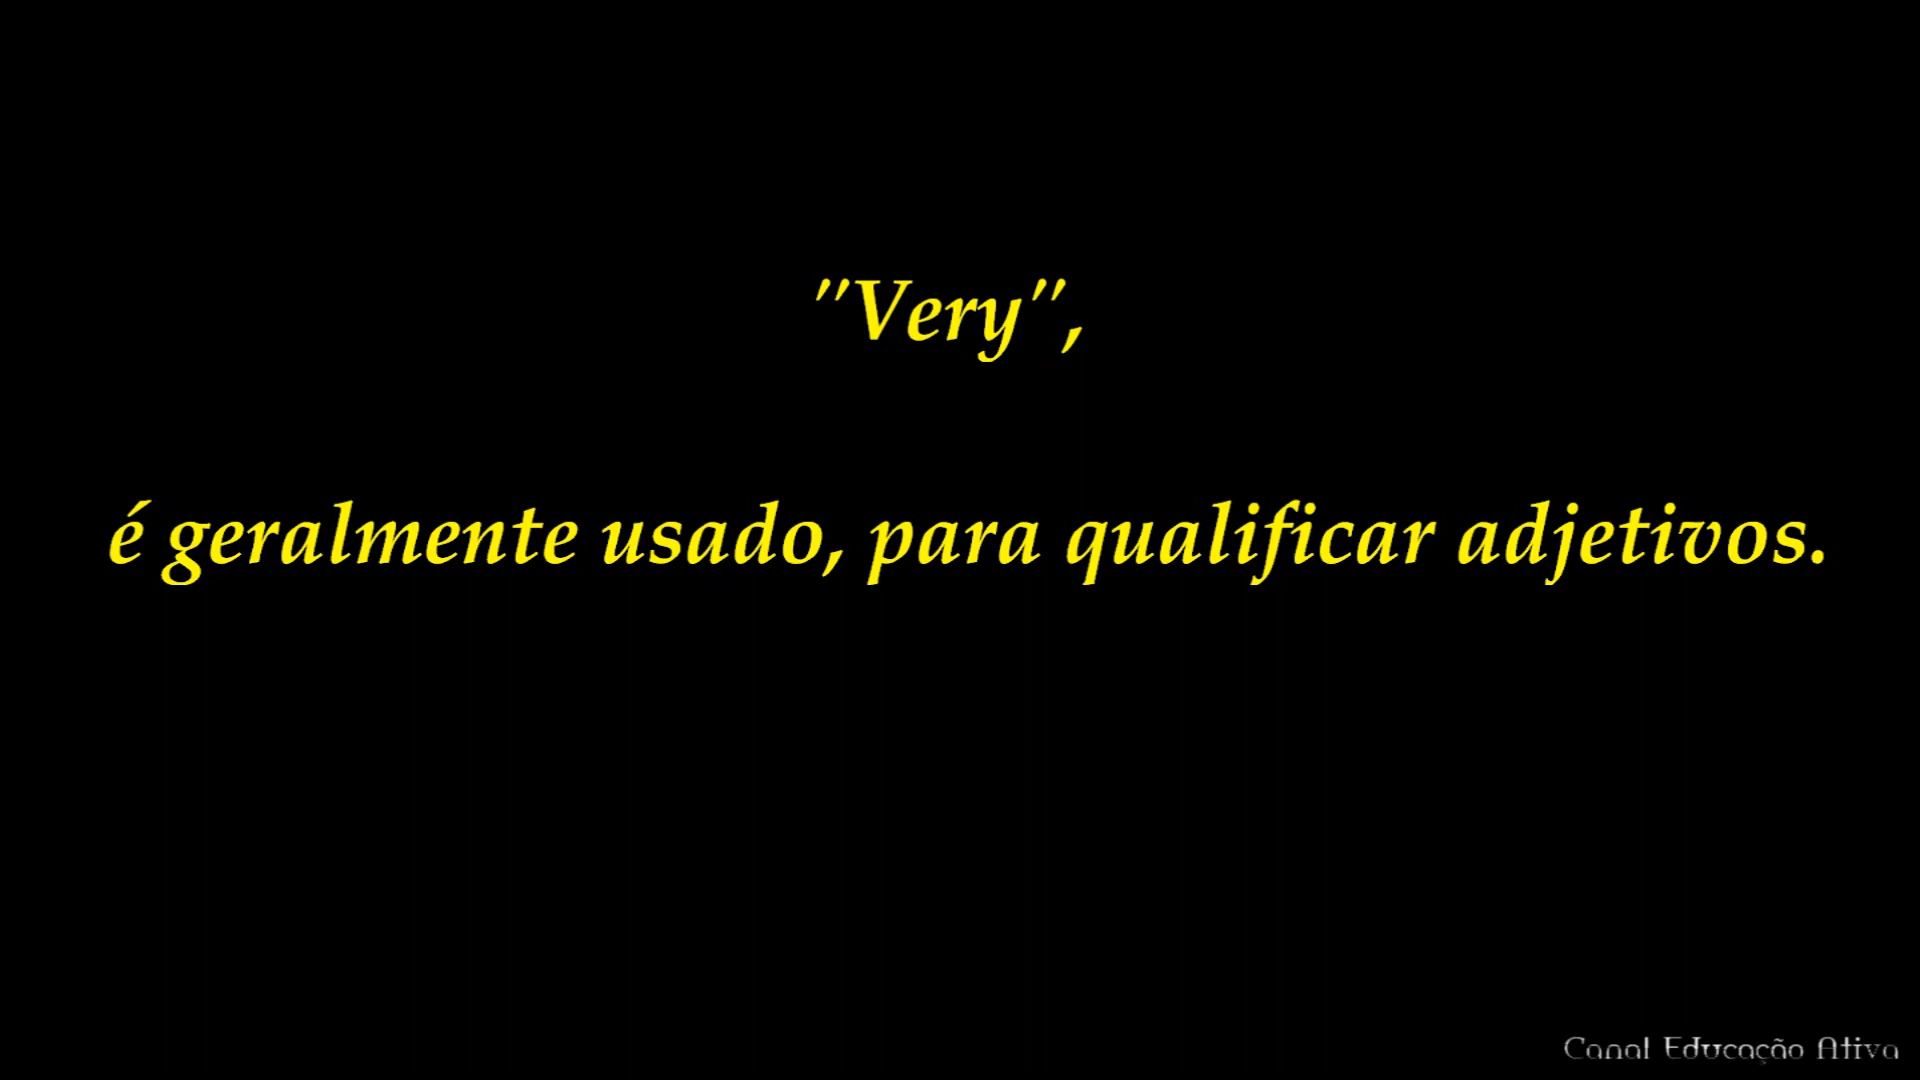 "Very",
é geralmente usado, para qualificar adjetivos.
Canal Educação Ativa